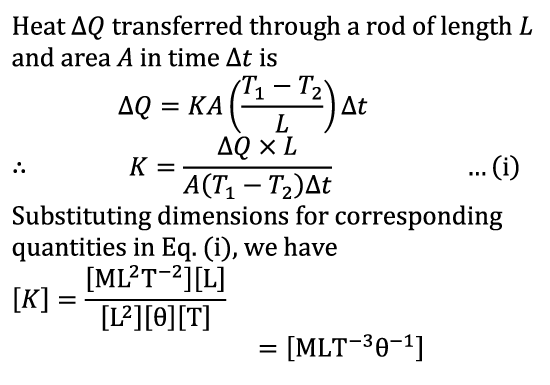 Heat ΔQ transferred through a rod of length L
and area A in time Δt is
ΔQ = KA((T₁ − T₂)/L)Δt
∴ K = (ΔQ × L)/(A(T₁ − T₂)Δt) ... (i)
Substituting dimensions for corresponding
quantities in Eq. (i), we have
[K] = ([ML²T⁻²][L])/([L²][θ][T])
= [MLT⁻³θ⁻¹]